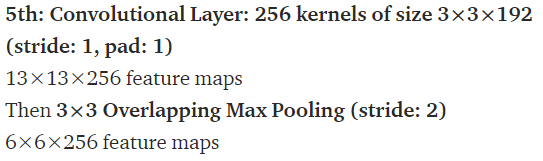 5th: Convolutional Layer: 256 kernels of size 3×3×192
(stride: 1, pad: 1)
13×13×256 feature maps
Then 3×3 Overlapping Max Pooling (stride: 2)
6×6×256 feature maps